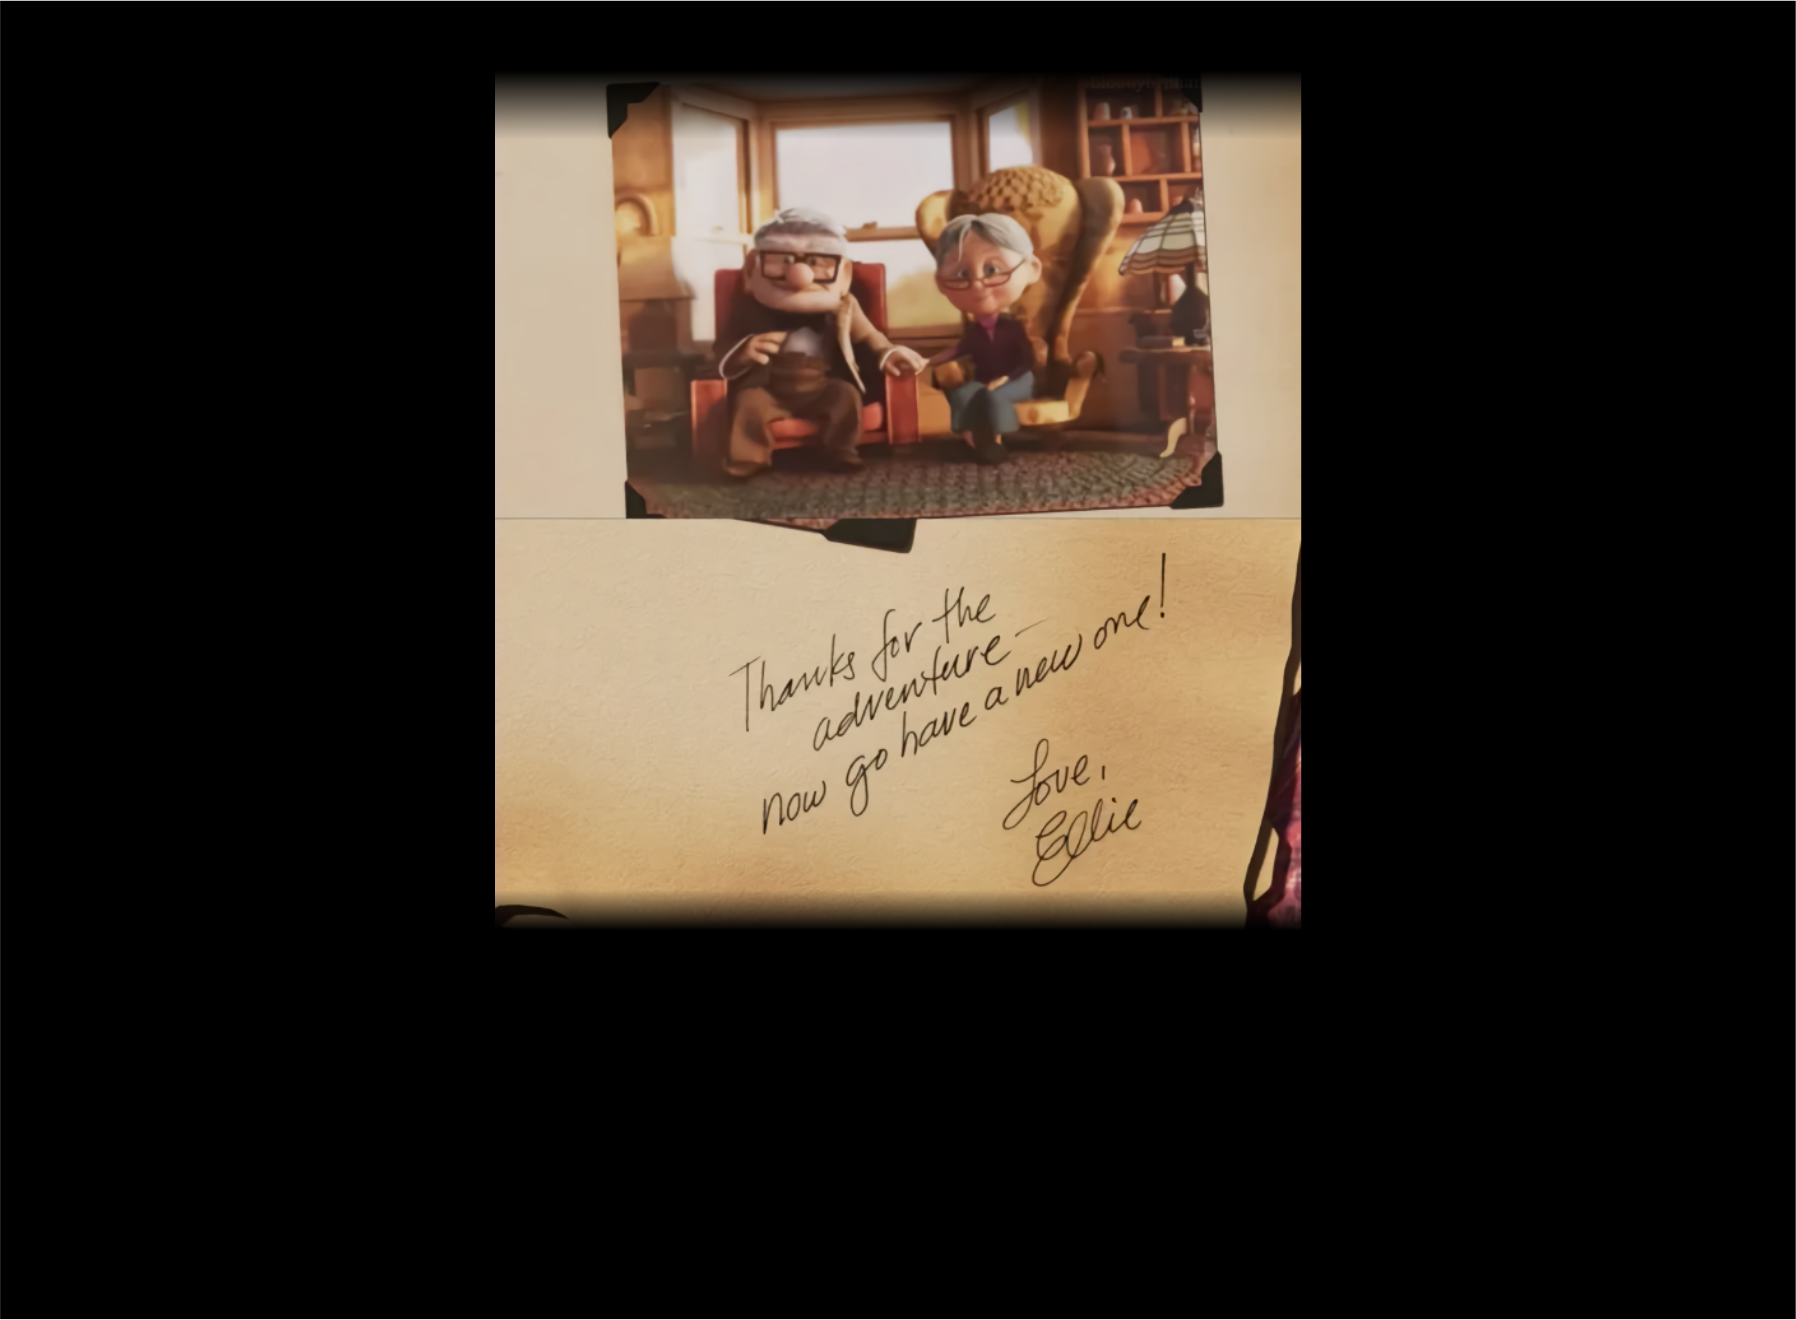 Thanks for the
adventure—
now go have a new one!
Love,
Ellie